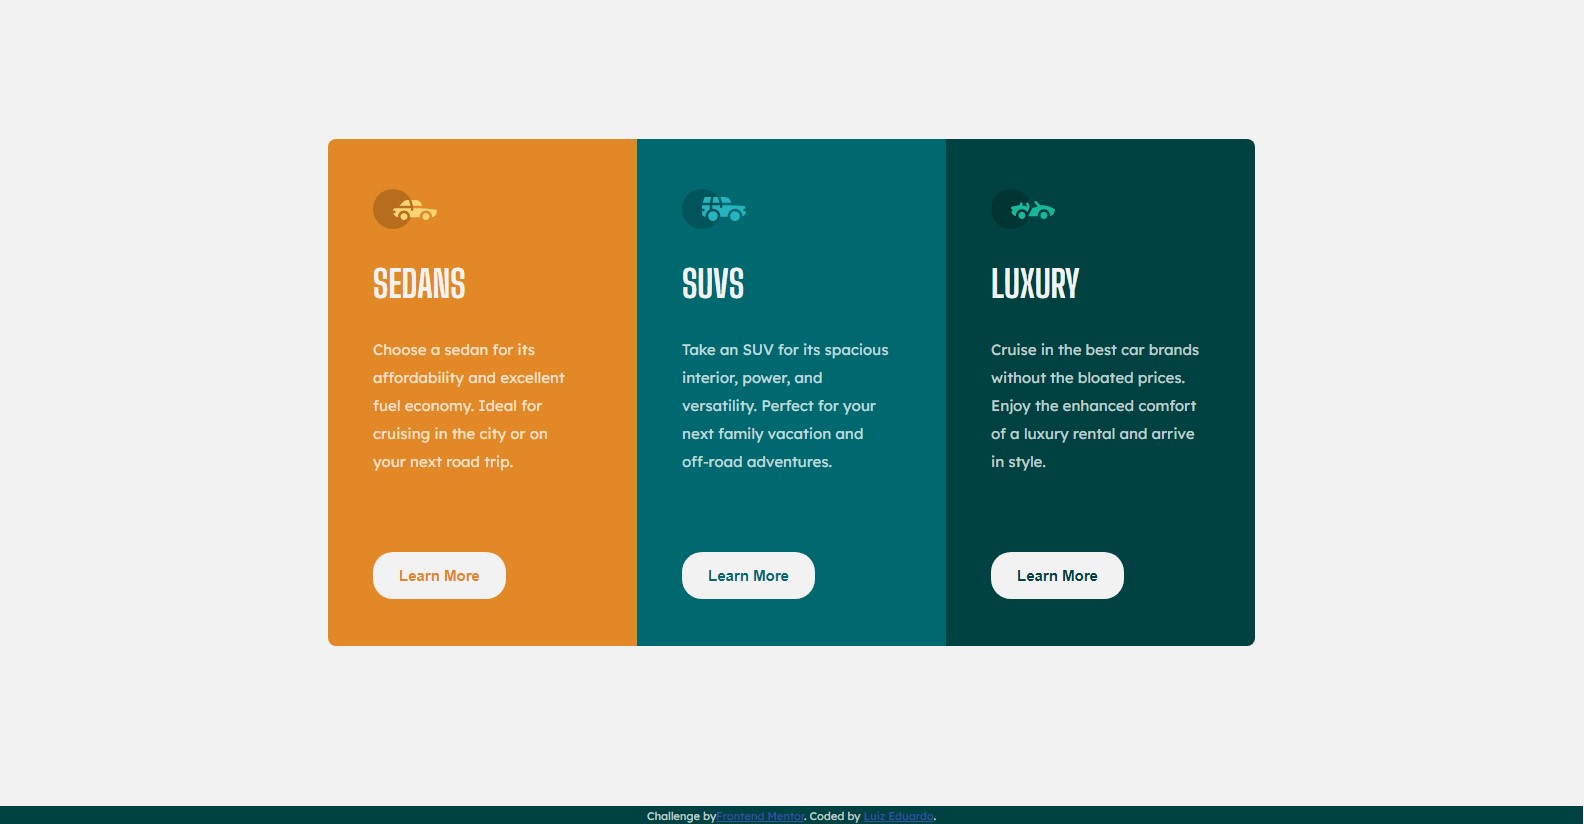 SEDANS
Choose a sedan for its
affordability and excellent
fuel economy. Ideal for
cruising in the city or on
your next road trip.
Learn More
SUVS
Take an SUV for its spacious
interior, power, and
versatility. Perfect for your
next family vacation and
off-road adventures.
Learn More
LUXURY
Cruise in the best car brands
without the bloated prices.
Enjoy the enhanced comfort
of a luxury rental and arrive
in style.
Learn More
Challenge byFrontend Mentor. Coded by Luiz Eduardo.